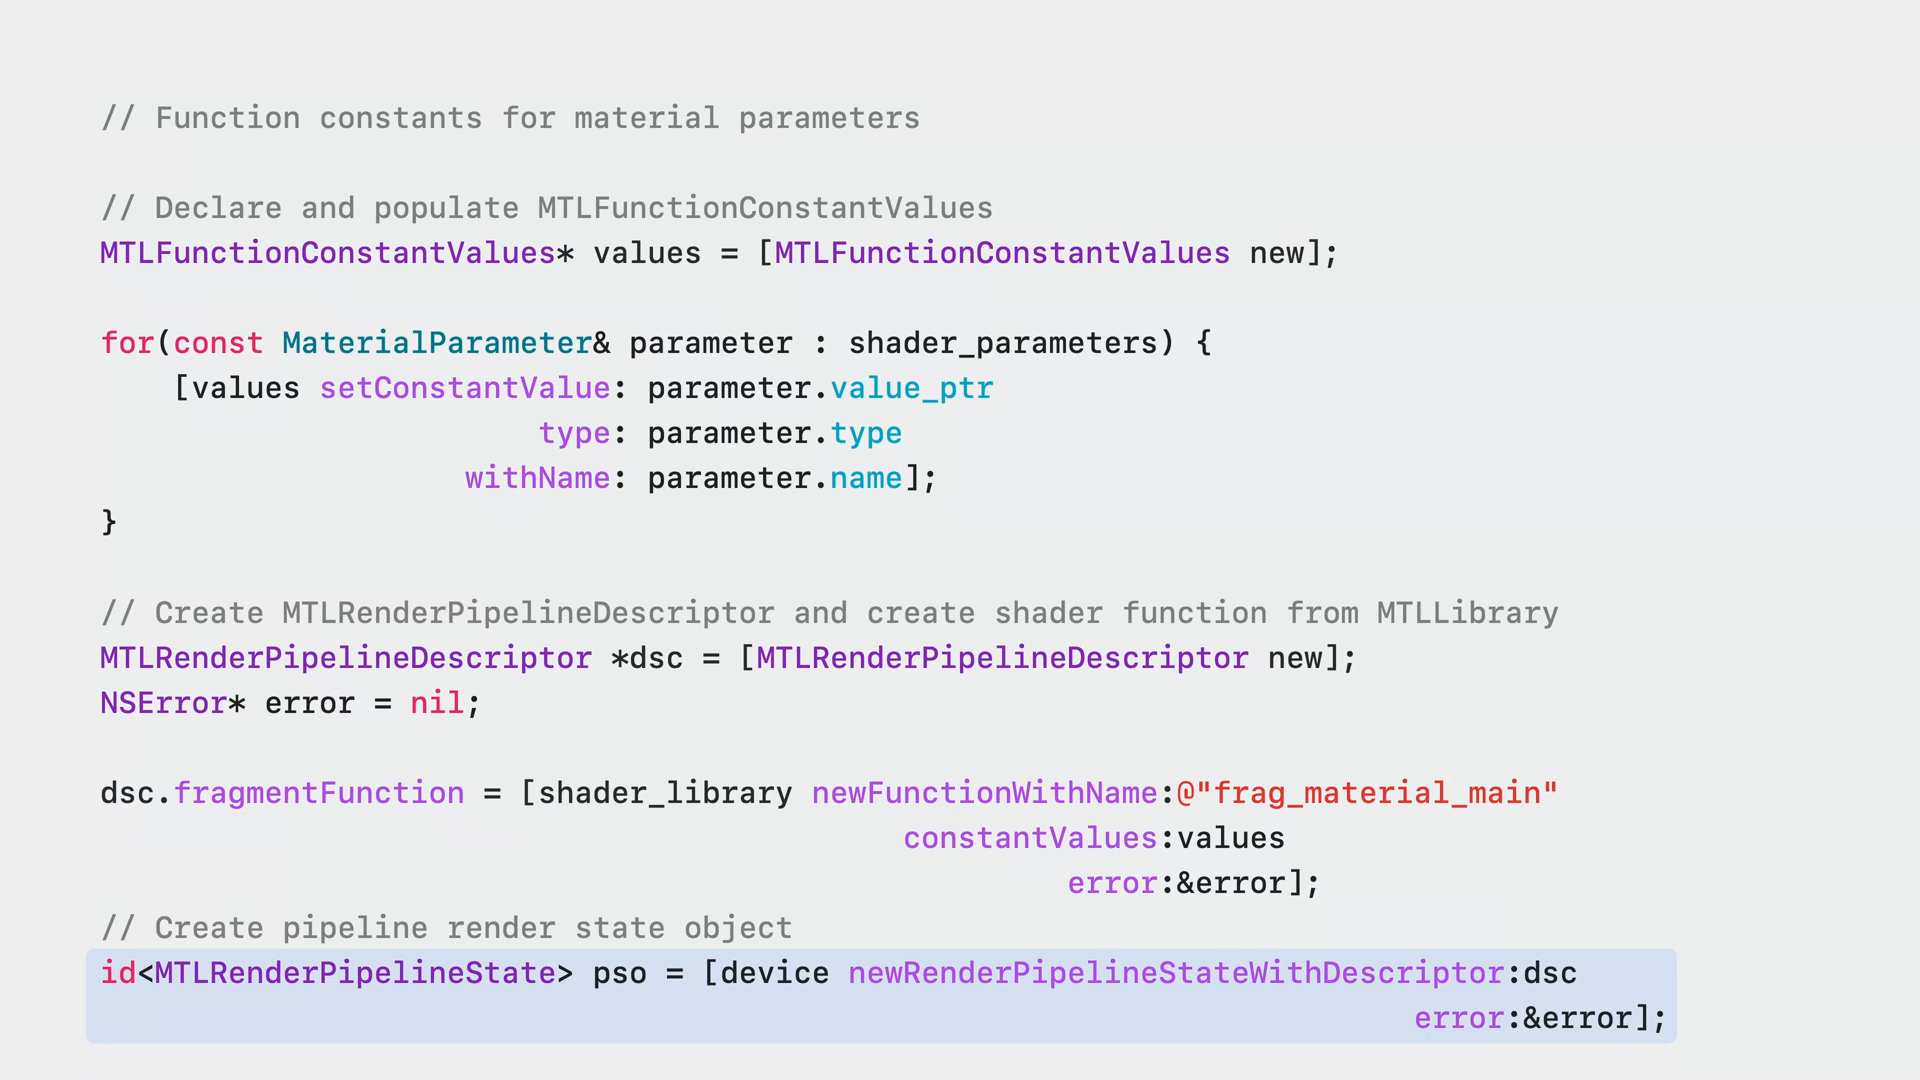 // Function constants for material parameters
// Declare and populate MTLFunctionConstantValues
MTLFunctionConstantValues* values = [MTLFunctionConstantValues new];
for(const MaterialParameter& parameter : shader_parameters) {
    [values setConstantValue: parameter.value_ptr
                        type: parameter.type
                    withName: parameter.name];
}
// Create MTLRenderPipelineDescriptor and create shader function from MTLLibrary
MTLRenderPipelineDescriptor *dsc = [MTLRenderPipelineDescriptor new];
NSError* error = nil;
dsc.fragmentFunction = [shader_library newFunctionWithName:@"frag_material_main"
                                            constantValues:values
                                                     error:&error];
// Create pipeline render state object
id<MTLRenderPipelineState> pso = [device newRenderPipelineStateWithDescriptor:dsc
                                                                        error:&error];